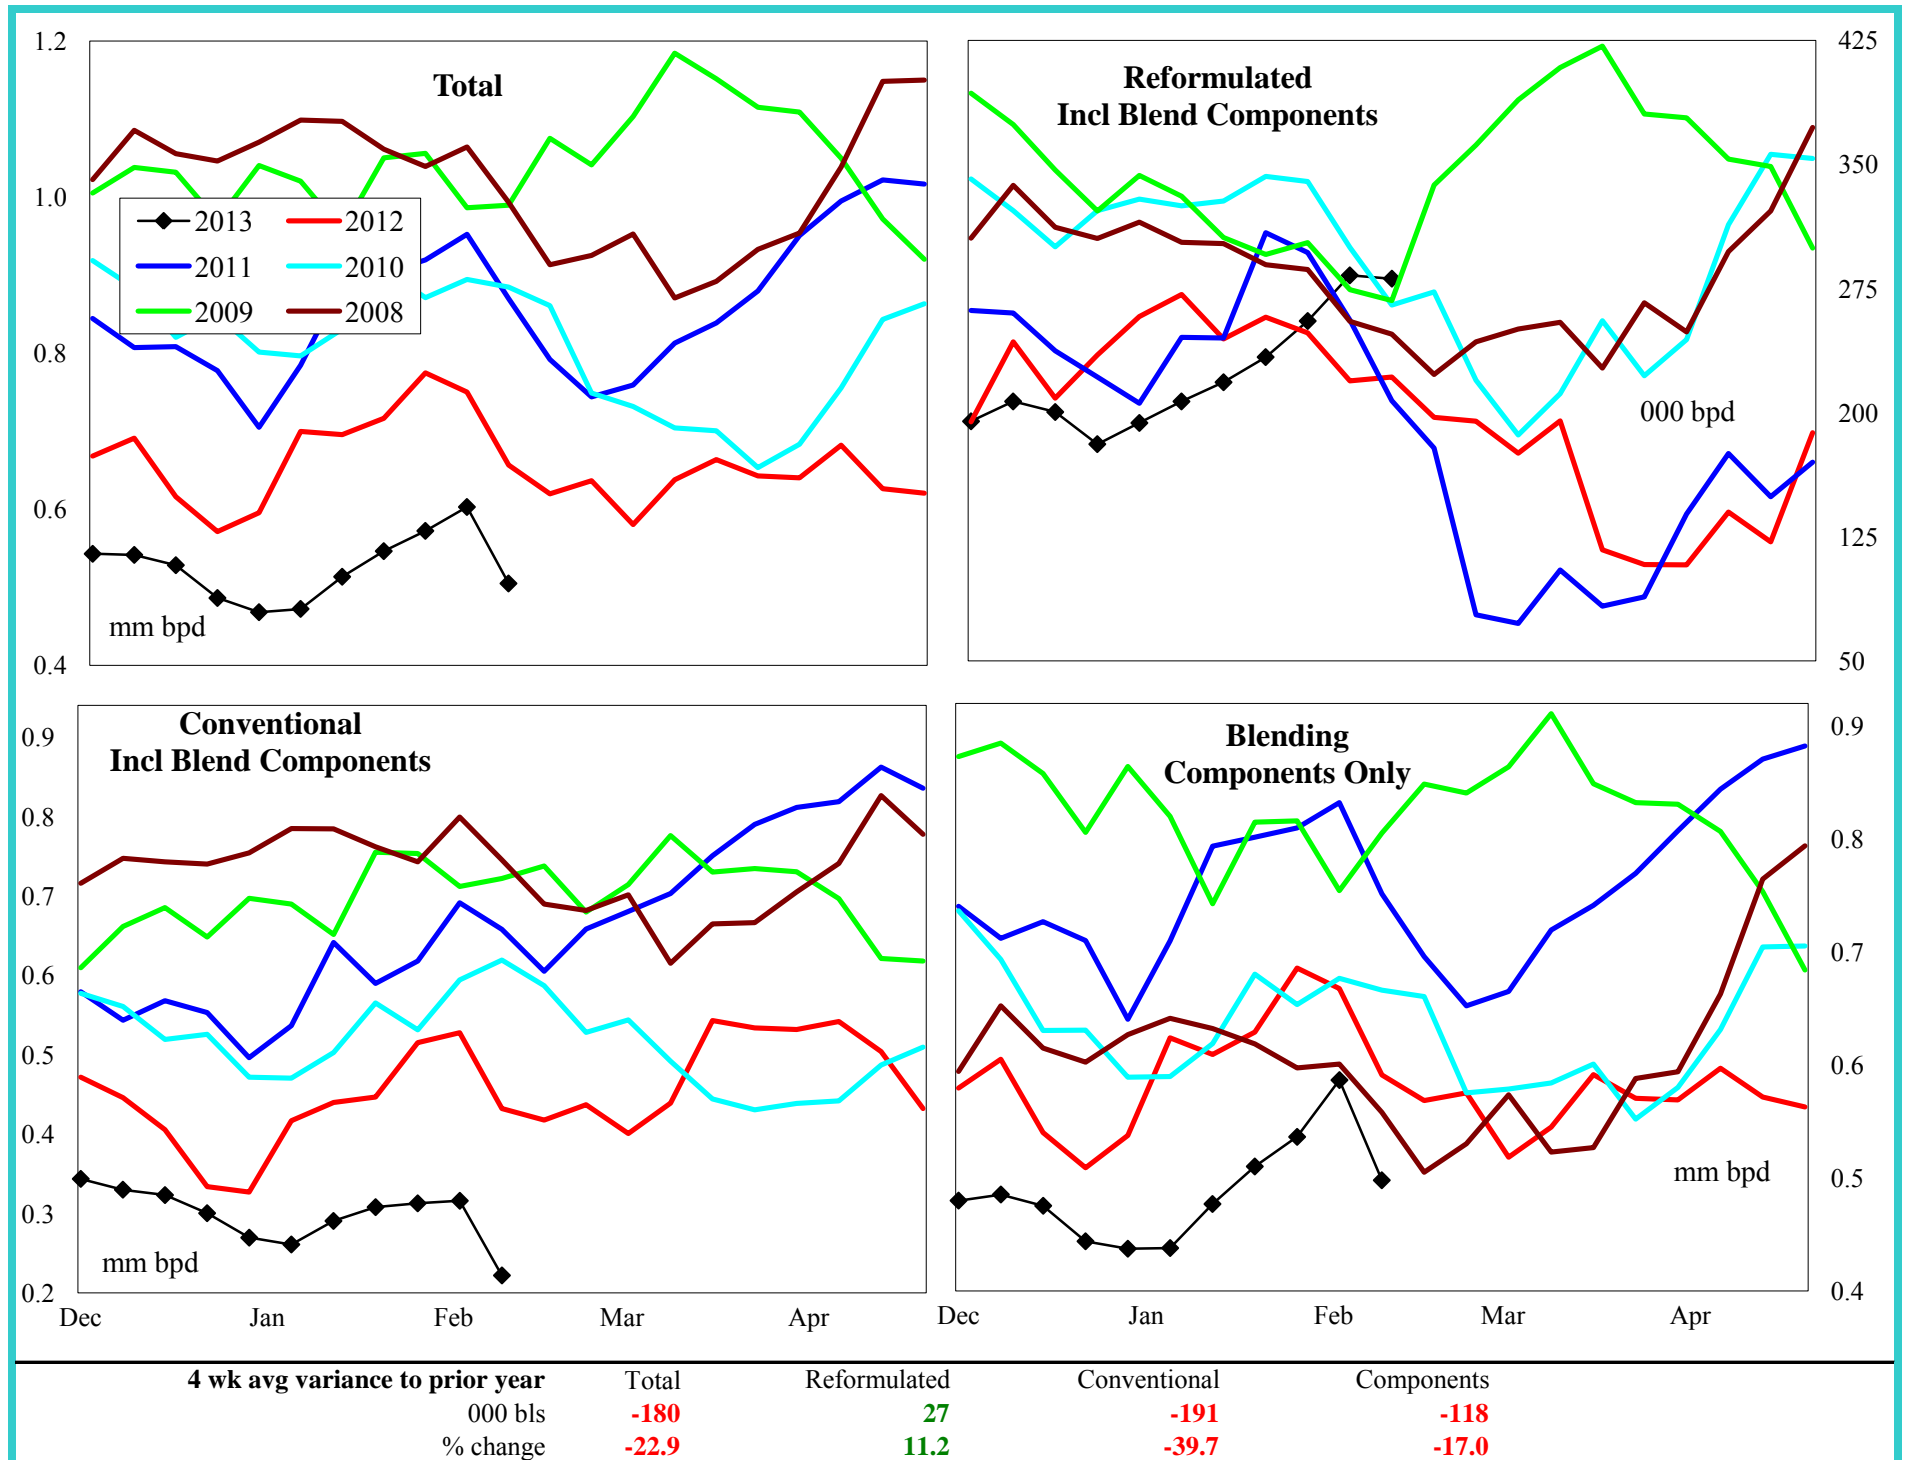 Total
1.2
1.0
0.8
0.6
0.4
2013
2012
2011
2010
2009
2008
mm bpd
Reformulated
Incl Blend Components
425
350
275
200
125
50
000 bpd
Conventional
Incl Blend Components
0.9
0.8
0.7
0.6
0.5
0.4
0.3
0.2
mm bpd
Dec Jan Feb Mar Apr
Blending
Components Only
0.9
0.8
0.7
0.6
0.5
0.4
mm bpd
Dec Jan Feb Mar Apr
4 wk avg variance to prior year Total Reformulated Conventional Components
000 bls -180 27 -191 -118
% change -22.9 11.2 -39.7 -17.0